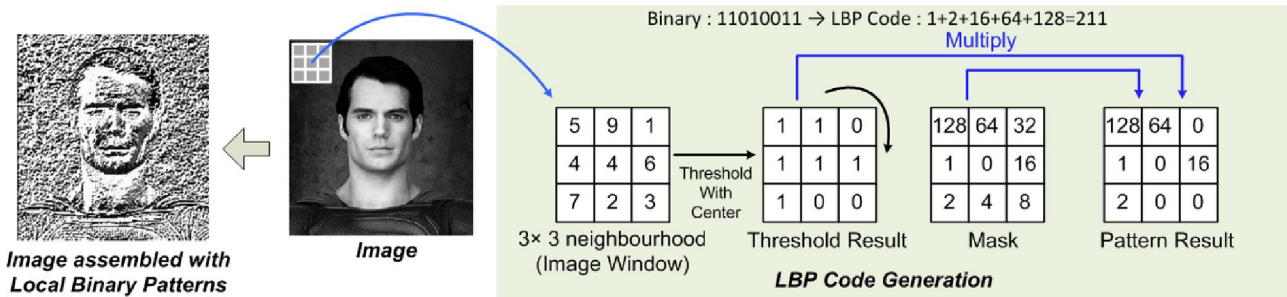 Binary : 11010011 → LBP Code : 1+2+16+64+128=211
Multiply
5 9 1
4 4 6
7 2 3
Threshold
With
Center
1 1 0
1 1 1
1 0 0
128 64 32
1 0 16
2 4 8
128 64 0
1 0 16
2 0 0
3× 3 neighbourhood
(Image Window)
Threshold Result
Mask
Pattern Result
LBP Code Generation
Image
Image assembled with
Local Binary Patterns